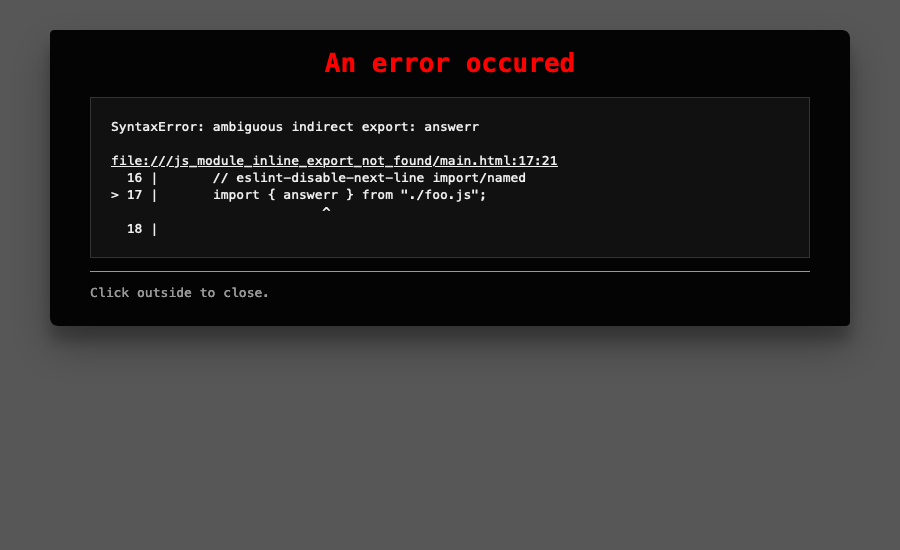 An error occured
SyntaxError: ambiguous indirect export: answerr
file:///js_module_inline_export_not_found/main.html:17:21
  16 |       // eslint-disable-next-line import/named
> 17 |       import { answerr } from "./foo.js";
                           ^
  18 |
Click outside to close.